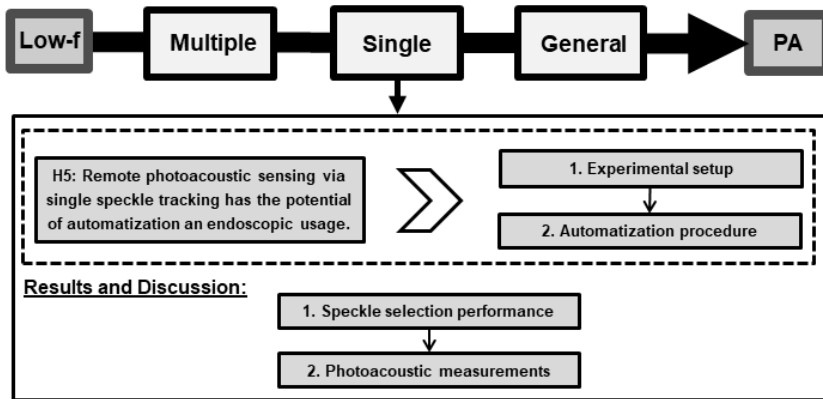 Low-f Multiple Single General PA
H5: Remote photoacoustic sensing via
single speckle tracking has the potential
of automatization an endoscopic usage.
1. Experimental setup
2. Automatization procedure
Results and Discussion:
1. Speckle selection performance
2. Photoacoustic measurements